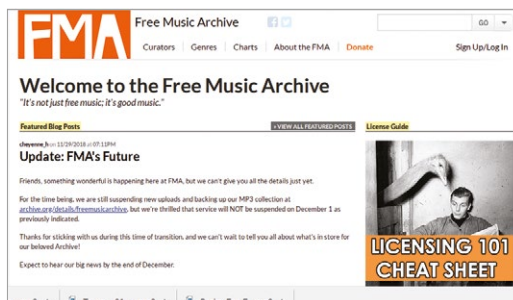 FMA
Free Music Archive
GO
Curators Genres Charts About the FMA Donate Sign Up/Log In
Welcome to the Free Music Archive
"It's not just free music; it's good music."
Featured Blog Posts
+VIEW ALL FEATURED POSTS
License Guide
cheyenne_h on 11/29/2018 at 07:11PM
Update: FMA's Future
Friends, something wonderful is happening here at FMA, but we can't give you all the details just yet.
For the time being, we are still suspending new uploads and backing up our MP3 collection at
archive.org/details/freemusicarchive, but we're thrilled that service will NOT be suspended on December 1 as
previously indicated.
Thanks for sticking with us during this time of transition, and we can't wait to tell you all about what's in store for
our beloved Archive!
Expect to hear our big news by the end of December.
LICENSING 101
CHEAT SHEET